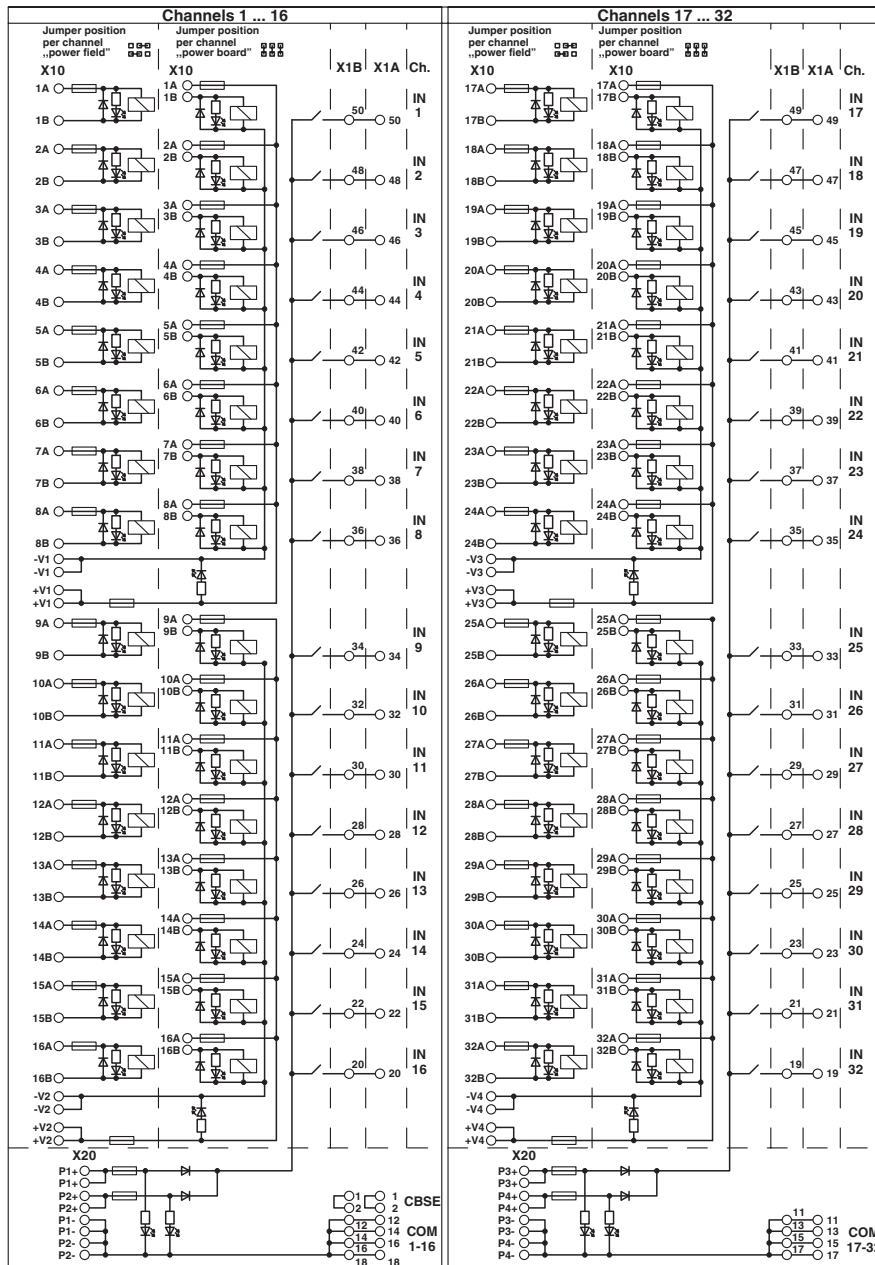 Channels 1 ... 16
Jumper position per channel „power field"
Jumper position per channel „power board"
X10 X10 X1B X1A Ch.
1A 1A
1B 1B 50 50 IN 1
2A 2A
2B 2B 48 48 IN 2
3A 3A
3B 3B 46 46 IN 3
4A 4A
4B 4B 44 44 IN 4
5A 5A
5B 5B 42 42 IN 5
6A 6A
6B 6B 40 40 IN 6
7A 7A
7B 7B 38 38 IN 7
8A 8A
8B 8B 36 36 IN 8
-V1
-V1
+V1
+V1
9A 9A
9B 9B 34 34 IN 9
10A 10A
10B 10B 32 32 IN 10
11A 11A
11B 11B 30 30 IN 11
12A 12A
12B 12B 28 28 IN 12
13A 13A
13B 13B 26 26 IN 13
14A 14A
14B 14B 24 24 IN 14
15A 15A
15B 15B 22 22 IN 15
16A 16A
16B 16B 20 20 IN 16
-V2
-V2
+V2
+V2
X20
P1+
P1+
P2+ 1 1 CBSE
P2+ 2 2
P1- 12 12
P1- 14 14 COM
P2- 16 16 1-16
P2- 18 18
Channels 17 ... 32
Jumper position per channel „power field"
Jumper position per channel „power board"
X10 X10 X1B X1A Ch.
17A 17A
17B 17B 49 49 IN 17
18A 18A
18B 18B 47 47 IN 18
19A 19A
19B 19B 45 45 IN 19
20A 20A
20B 20B 43 43 IN 20
21A 21A
21B 21B 41 41 IN 21
22A 22A
22B 22B 39 39 IN 22
23A 23A
23B 23B 37 37 IN 23
24A 24A
24B 24B 35 35 IN 24
-V3
-V3
+V3
+V3
25A 25A
25B 25B 33 33 IN 25
26A 26A
26B 26B 31 31 IN 26
27A 27A
27B 27B 29 29 IN 27
28A 28A
28B 28B 27 27 IN 28
29A 29A
29B 29B 25 25 IN 29
30A 30A
30B 30B 23 23 IN 30
31A 31A
31B 31B 21 21 IN 31
32A 32A
32B 32B 19 19 IN 32
-V4
-V4
+V4
+V4
X20
P3+
P3+
P4+
P4+
P3- 11 11
P3- 13 13 COM
P4- 15 15 17-32
P4- 17 17